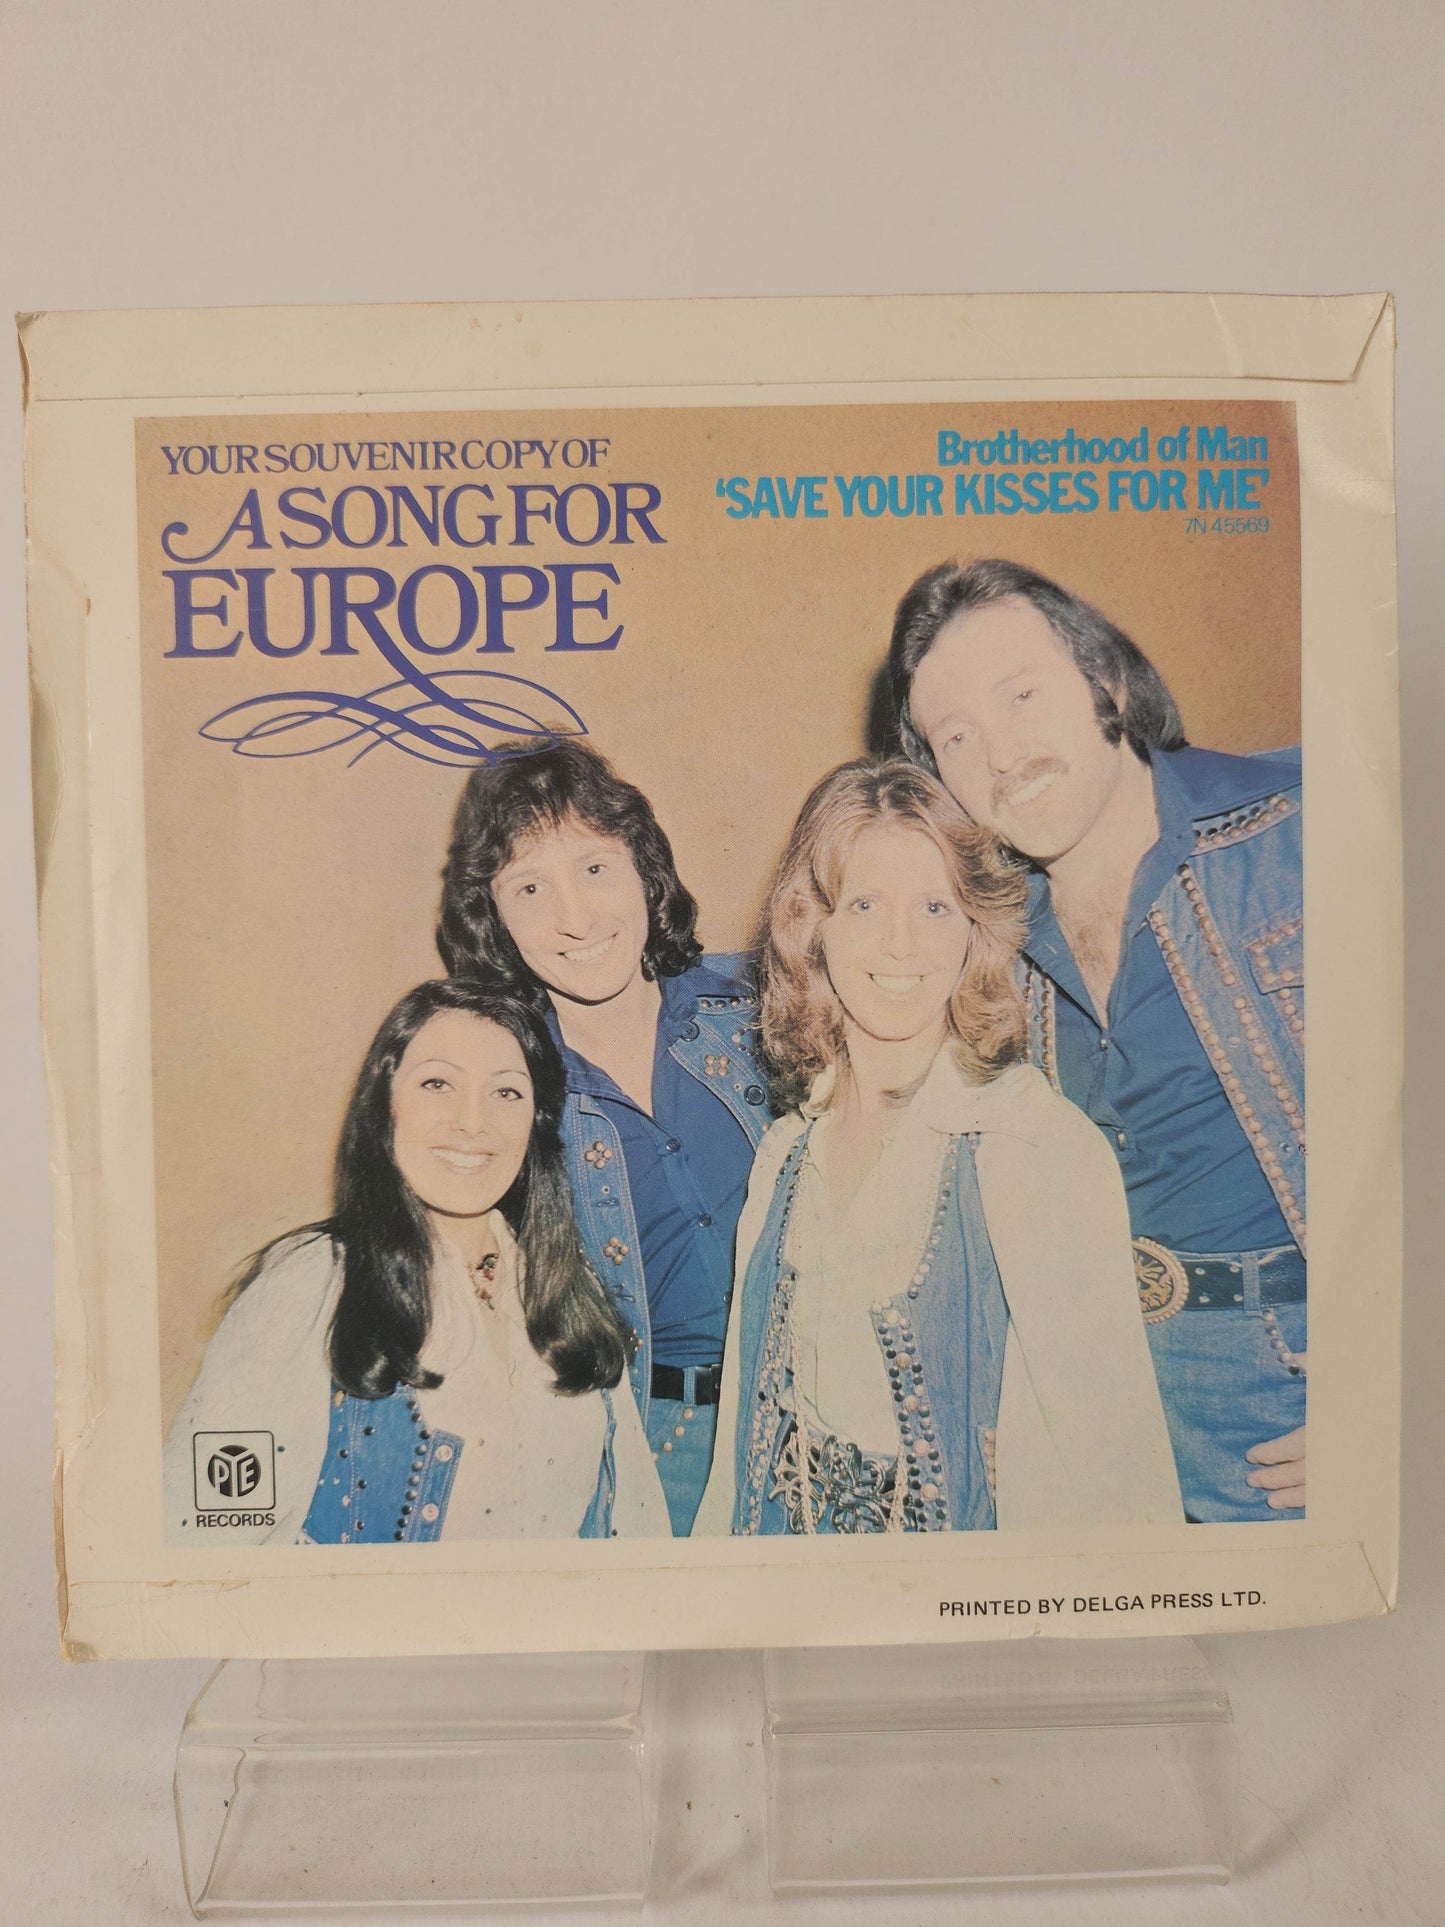 YOUR SOUVENIR COPY OF
A SONG FOR
EUROPE
Brotherhood of Man
'SAVE YOUR KISSES FOR ME'
7N 45569
PYE
RECORDS
PRINTED BY DELGA PRESS LTD.